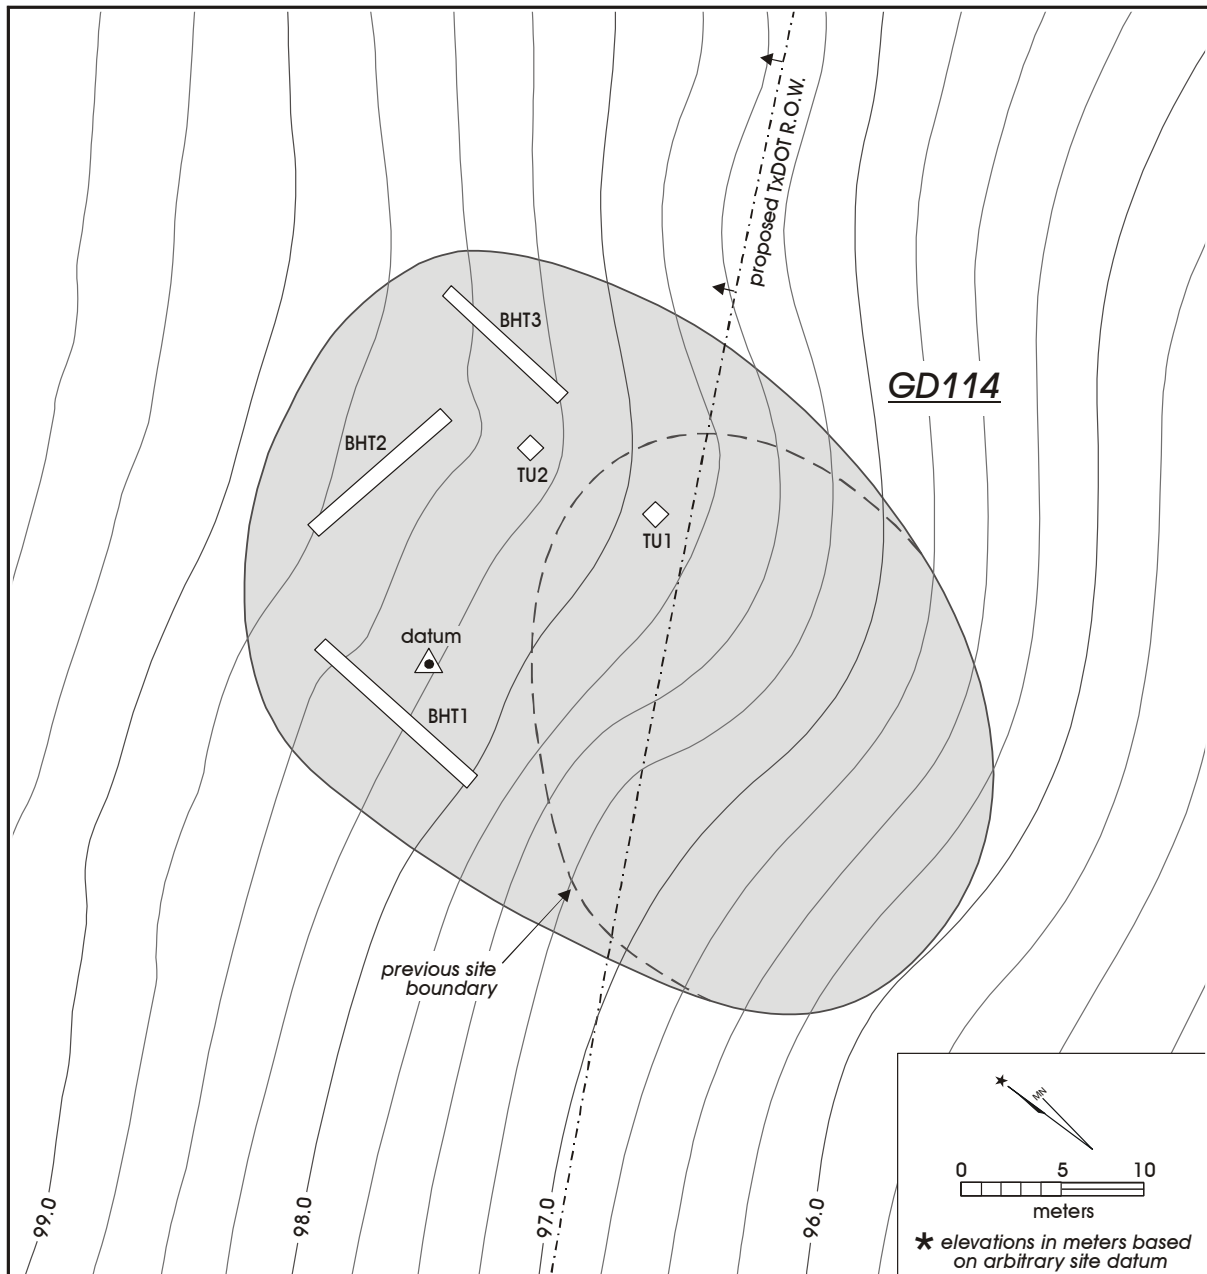 proposed TxDOT R.O.W.
BHT3
GD114
BHT2
TU2
TU1
datum
BHT1
previous site
boundary
MN
0 5 10
meters
99.0
98.0
97.0
96.0
* elevations in meters based
on arbitrary site datum